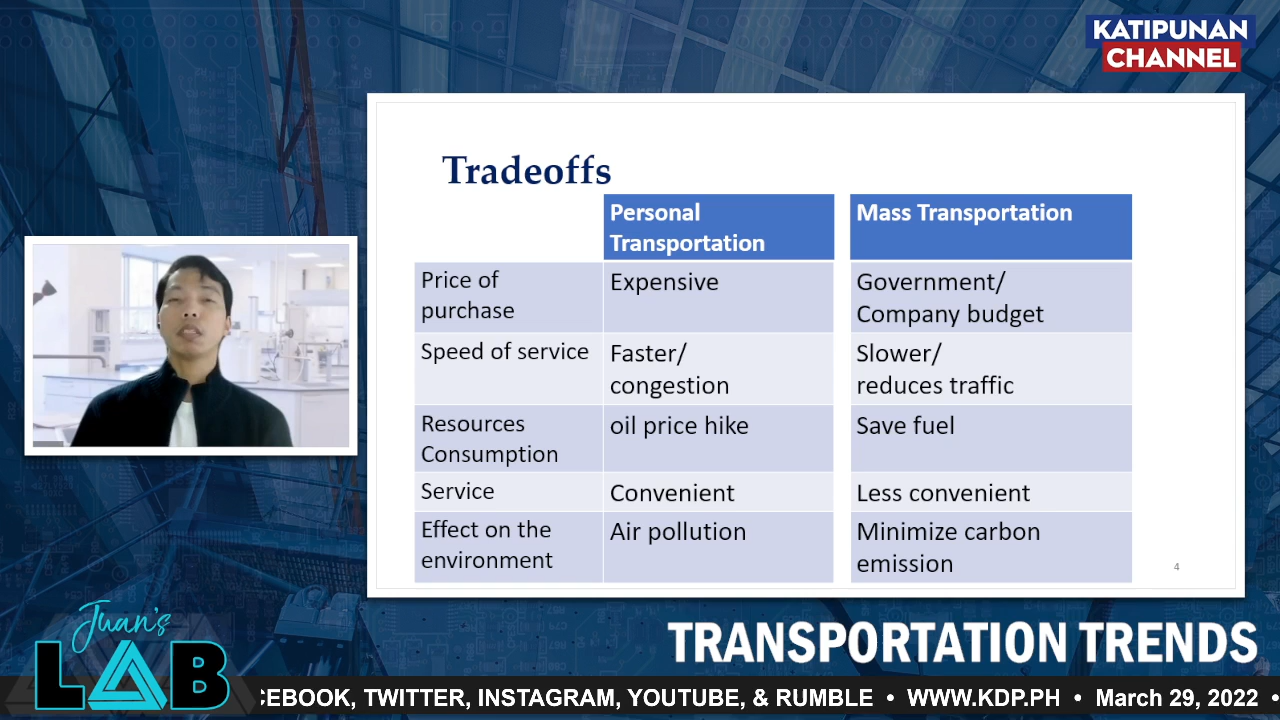 KATIPUNAN
CHANNEL
Tradeoffs
Personal
Transportation
Mass Transportation
Price of
purchase
Expensive
Government/
Company budget
Speed of service
Faster/
congestion
Slower/
reduces traffic
Resources
Consumption
oil price hike
Save fuel
Service
Convenient
Less convenient
Effect on the
environment
Air pollution
Minimize carbon
emission
4
Juan's
LAB
TRANSPORTATION TRENDS
TWITTER, INSTAGRAM, YOUTUBE, & RUMBLE • WWW.KDP.PH • March 29, 2022 •